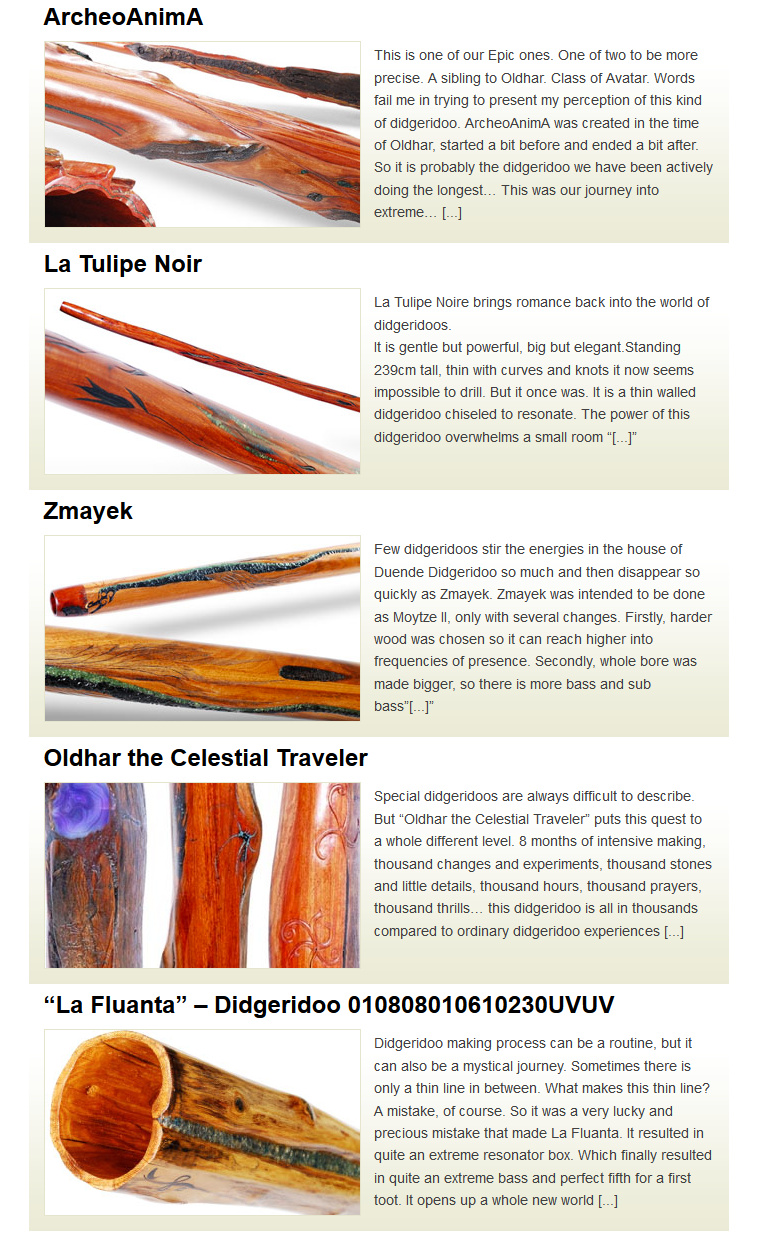 ArcheoAnimA
This is one of our Epic ones. One of two to be more
precise. A sibling to Oldhar. Class of Avatar. Words
fail me in trying to present my perception of this kind
of didgeridoo. ArcheoAnimA was created in the time
of Oldhar, started a bit before and ended a bit after.
So it is probably the didgeridoo we have been actively
doing the longest… This was our journey into
extreme… [...]
La Tulipe Noir
La Tulipe Noire brings romance back into the world of
didgeridoos.
It is gentle but powerful, big but elegant.Standing
239cm tall, thin with curves and knots it now seems
impossible to drill. But it once was. It is a thin walled
didgeridoo chiseled to resonate. The power of this
didgeridoo overwhelms a small room “[...]”
Zmayek
Few didgeridoos stir the energies in the house of
Duende Didgeridoo so much and then disappear so
quickly as Zmayek. Zmayek was intended to be done
as Moytze II, only with several changes. Firstly, harder
wood was chosen so it can reach higher into
frequencies of presence. Secondly, whole bore was
made bigger, so there is more bass and sub
bass”[...]”
Oldhar the Celestial Traveler
Special didgeridoos are always difficult to describe.
But “Oldhar the Celestial Traveler” puts this quest to
a whole different level. 8 months of intensive making,
thousand changes and experiments, thousand stones
and little details, thousand hours, thousand prayers,
thousand thrills… this didgeridoo is all in thousands
compared to ordinary didgeridoo experiences [...]
“La Fluanta” – Didgeridoo 010808010610230UVUV
Didgeridoo making process can be a routine, but it
can also be a mystical journey. Sometimes there is
only a thin line in between. What makes this thin line?
A mistake, of course. So it was a very lucky and
precious mistake that made La Fluanta. It resulted in
quite an extreme resonator box. Which finally resulted
in quite an extreme bass and perfect fifth for a first
toot. It opens up a whole new world [...]